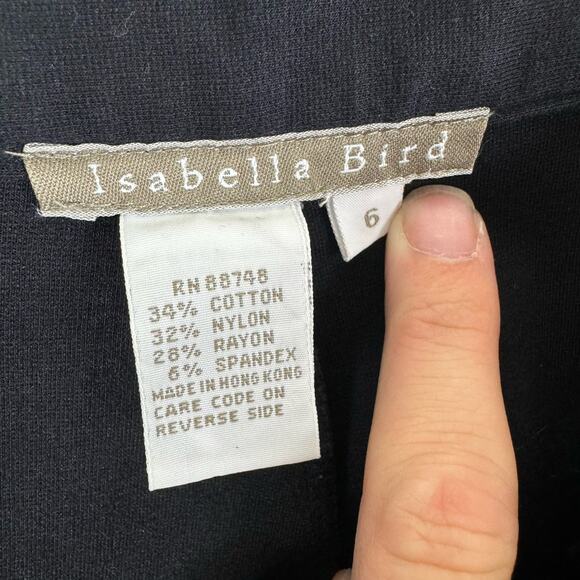 Isabella Bird
6
RN 88748
34% COTTON
32% NYLON
28% RAYON
6% SPANDEX
MADE IN HONG KONG
CARE CODE ON
REVERSE SIDE